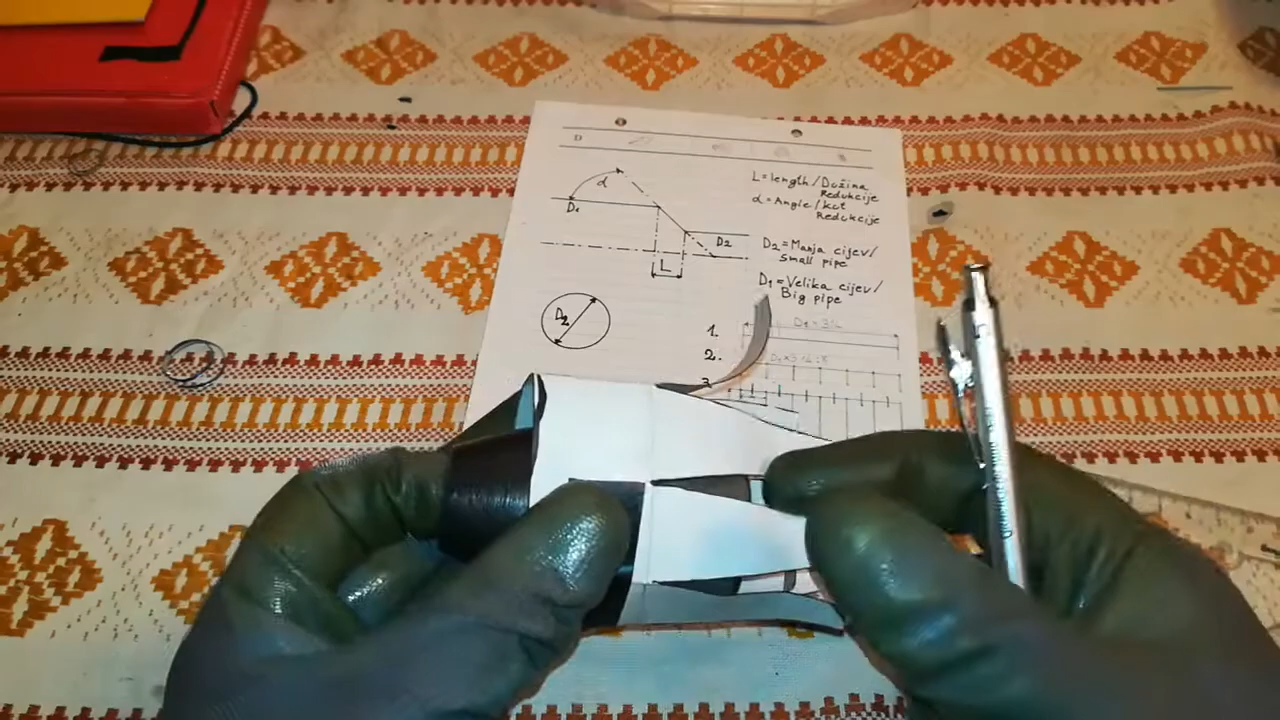 D
L = length / Dužina
Redukcije
α = Angle / kut
Redukcije
α
D₁
D₂
L
D₂ = Manja cijev /
small pipe
D₁ = Velika cijev /
Big pipe
D₂
1.
2.
3